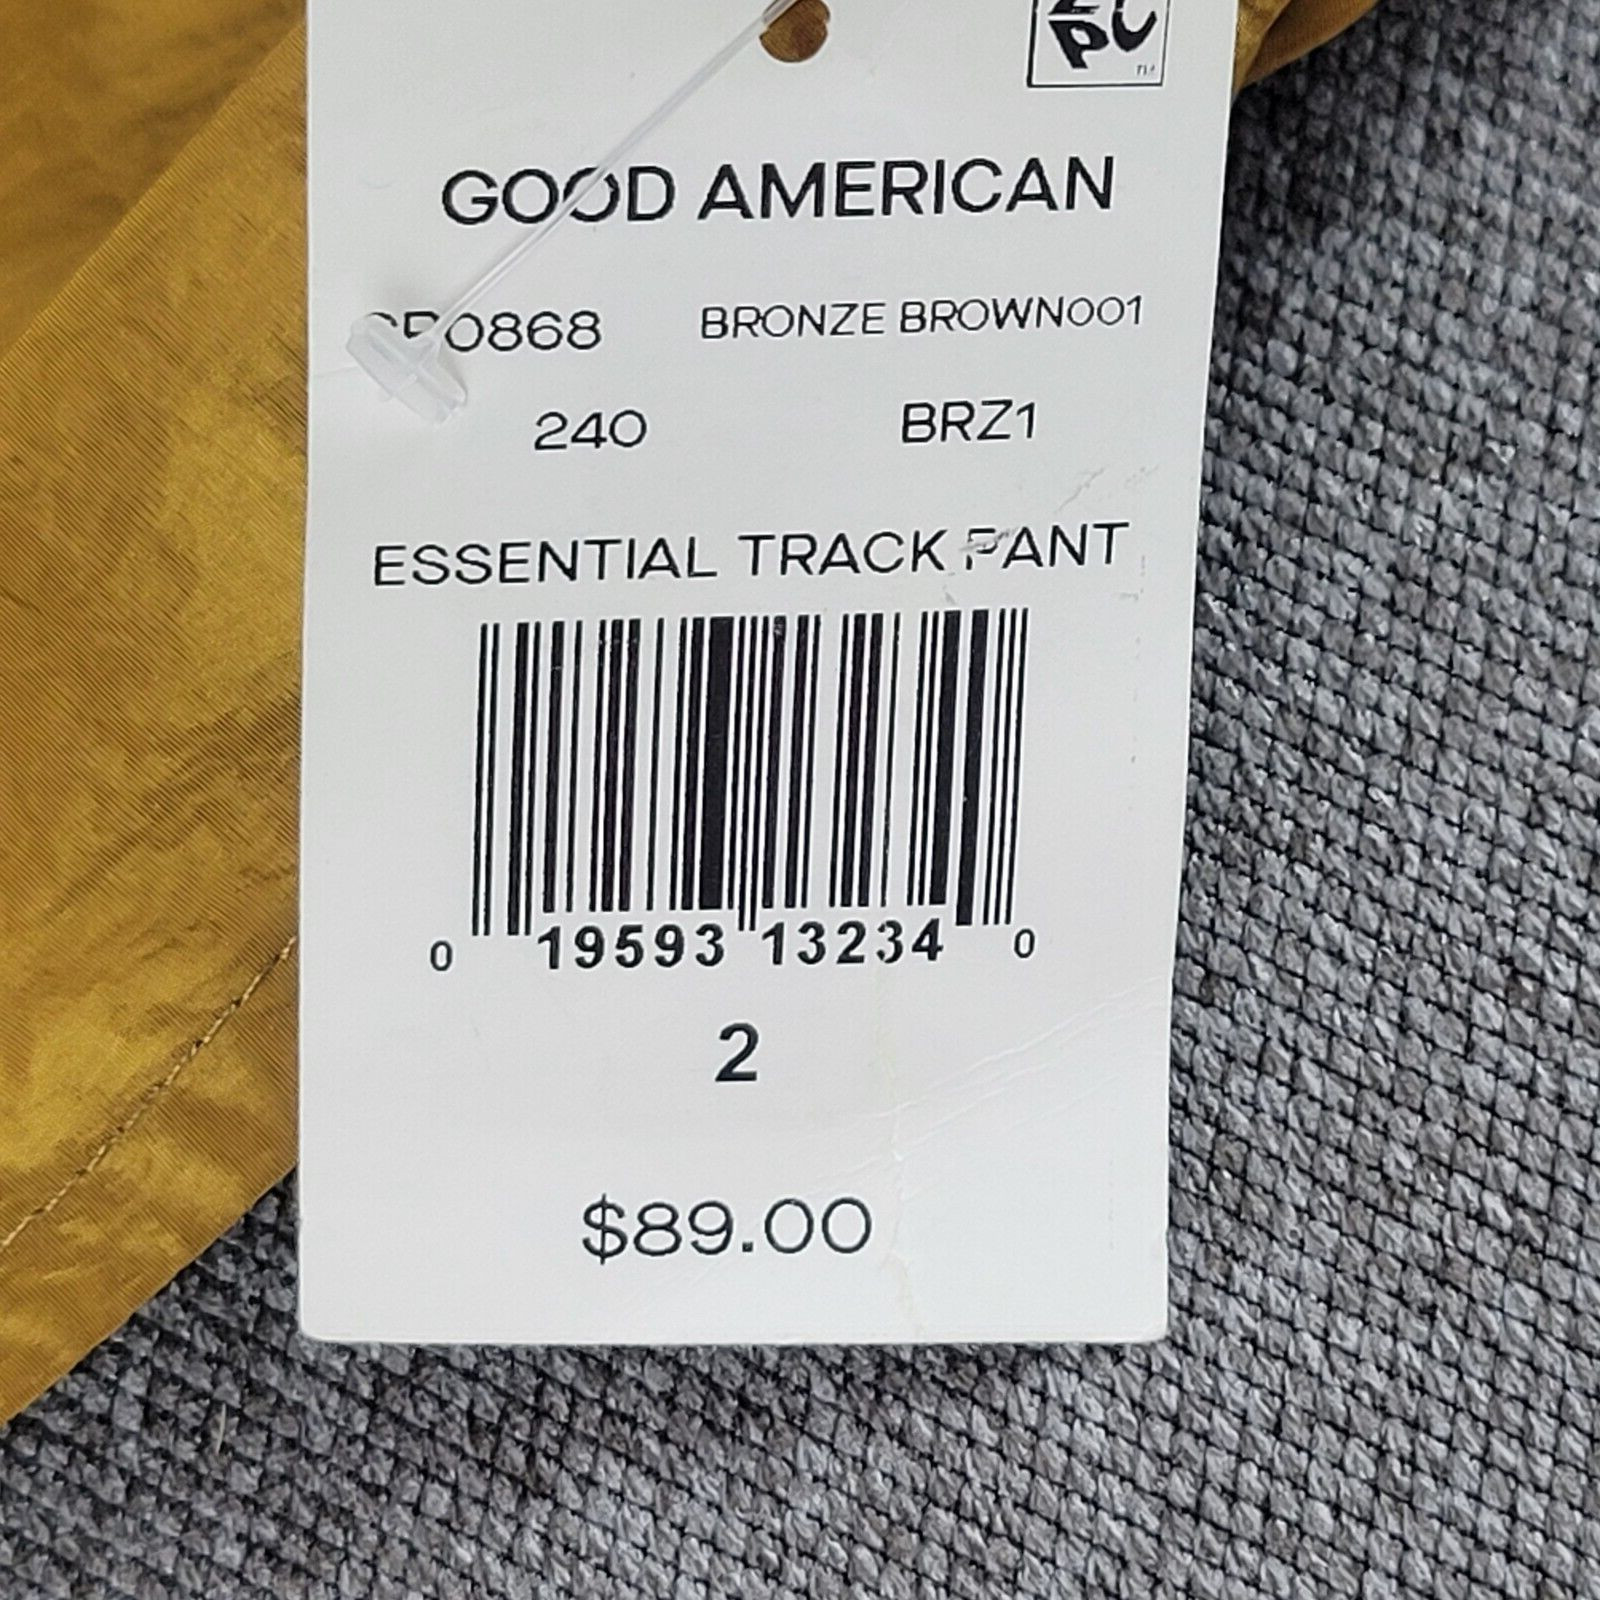 GOOD AMERICAN
BRONZE BROWN001
240 BRZ1
ESSENTIAL TRACK PANT
0 19593 13234 0
2
$89.00